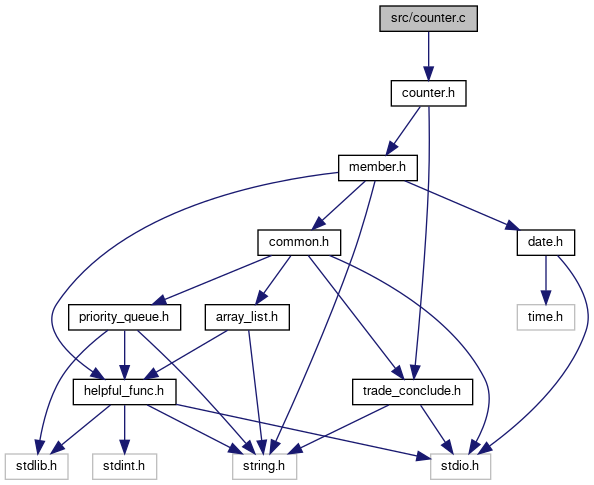 src/counter.c
counter.h
member.h
common.h
date.h
priority_queue.h
array_list.h
time.h
helpful_func.h
trade_conclude.h
stdlib.h
stdint.h
string.h
stdio.h